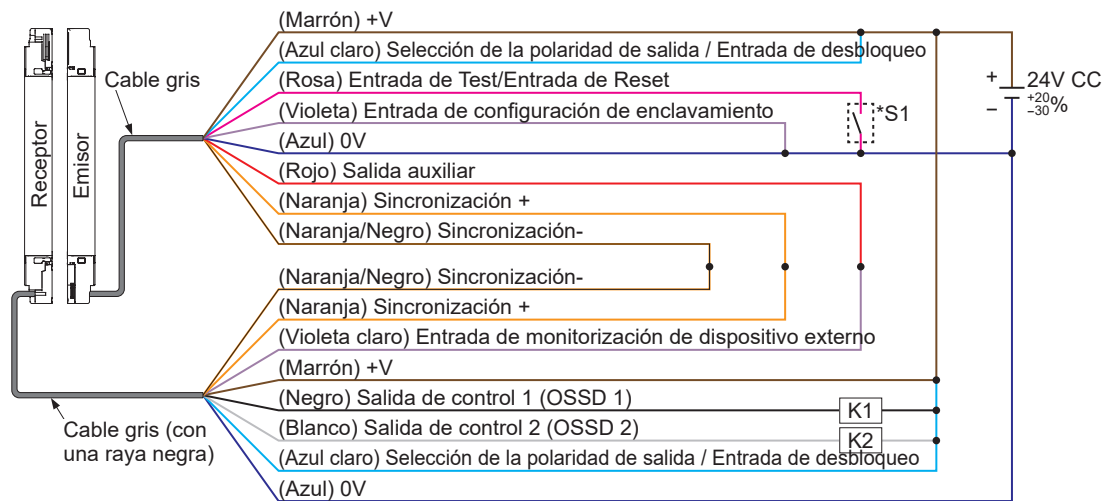 (Marrón) +V
(Azul claro) Selección de la polaridad de salida / Entrada de desbloqueo
Cable gris
(Rosa) Entrada de Test/Entrada de Reset
+
24V CC
+20
–30%
–
(Violeta) Entrada de configuración de enclavamiento
*S1
(Azul) 0V
Receptor
Emisor
(Rojo) Salida auxiliar
(Naranja) Sincronización +
(Naranja/Negro) Sincronización-
(Naranja/Negro) Sincronización-
(Naranja) Sincronización +
(Violeta claro) Entrada de monitorización de dispositivo externo
(Marrón) +V
(Negro) Salida de control 1 (OSSD 1)
K1
Cable gris (con
una raya negra)
(Blanco) Salida de control 2 (OSSD 2)
K2
(Azul claro) Selección de la polaridad de salida / Entrada de desbloqueo
(Azul) 0V